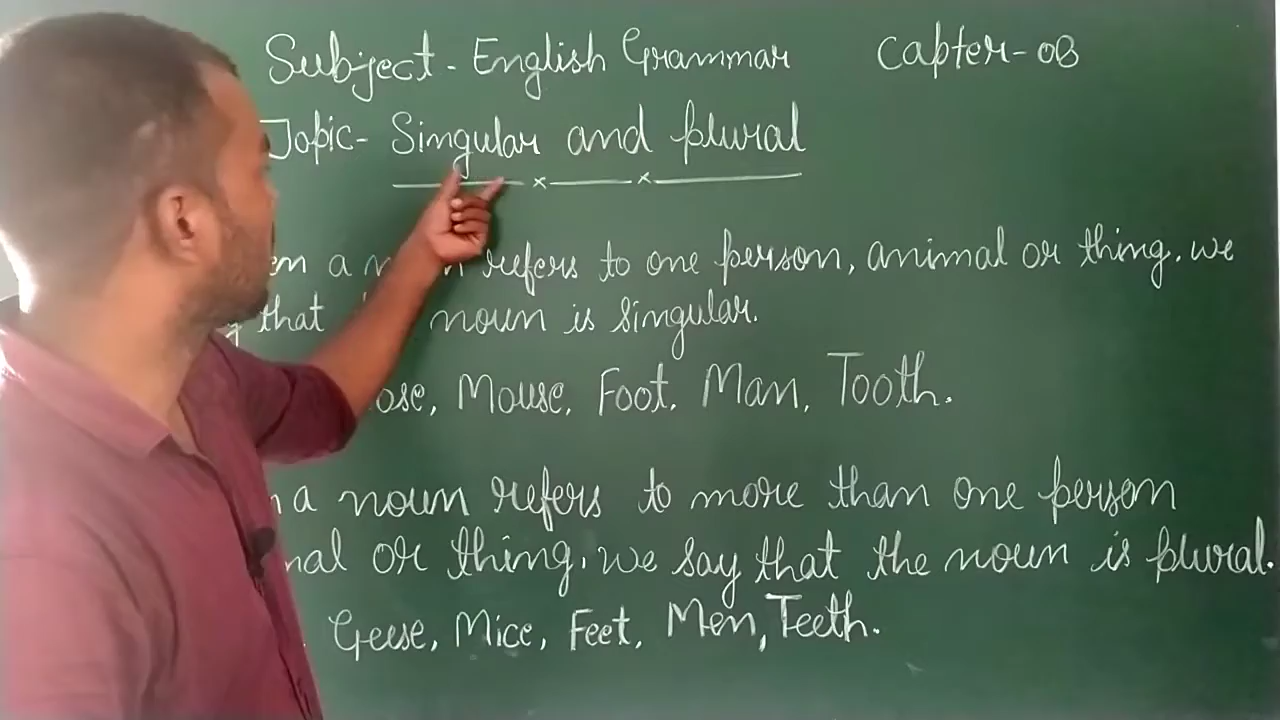 Subject - English Grammar Capter-03
Topic- Singular and plural
a refers to one person, animal or thing. we
that noun is singular.
Mouse, Foot, Man, Tooth.
a noun refers to more than one person
or thing, we say that the noun is plural.
Geese, Mice, Feet, Men, Teeth.